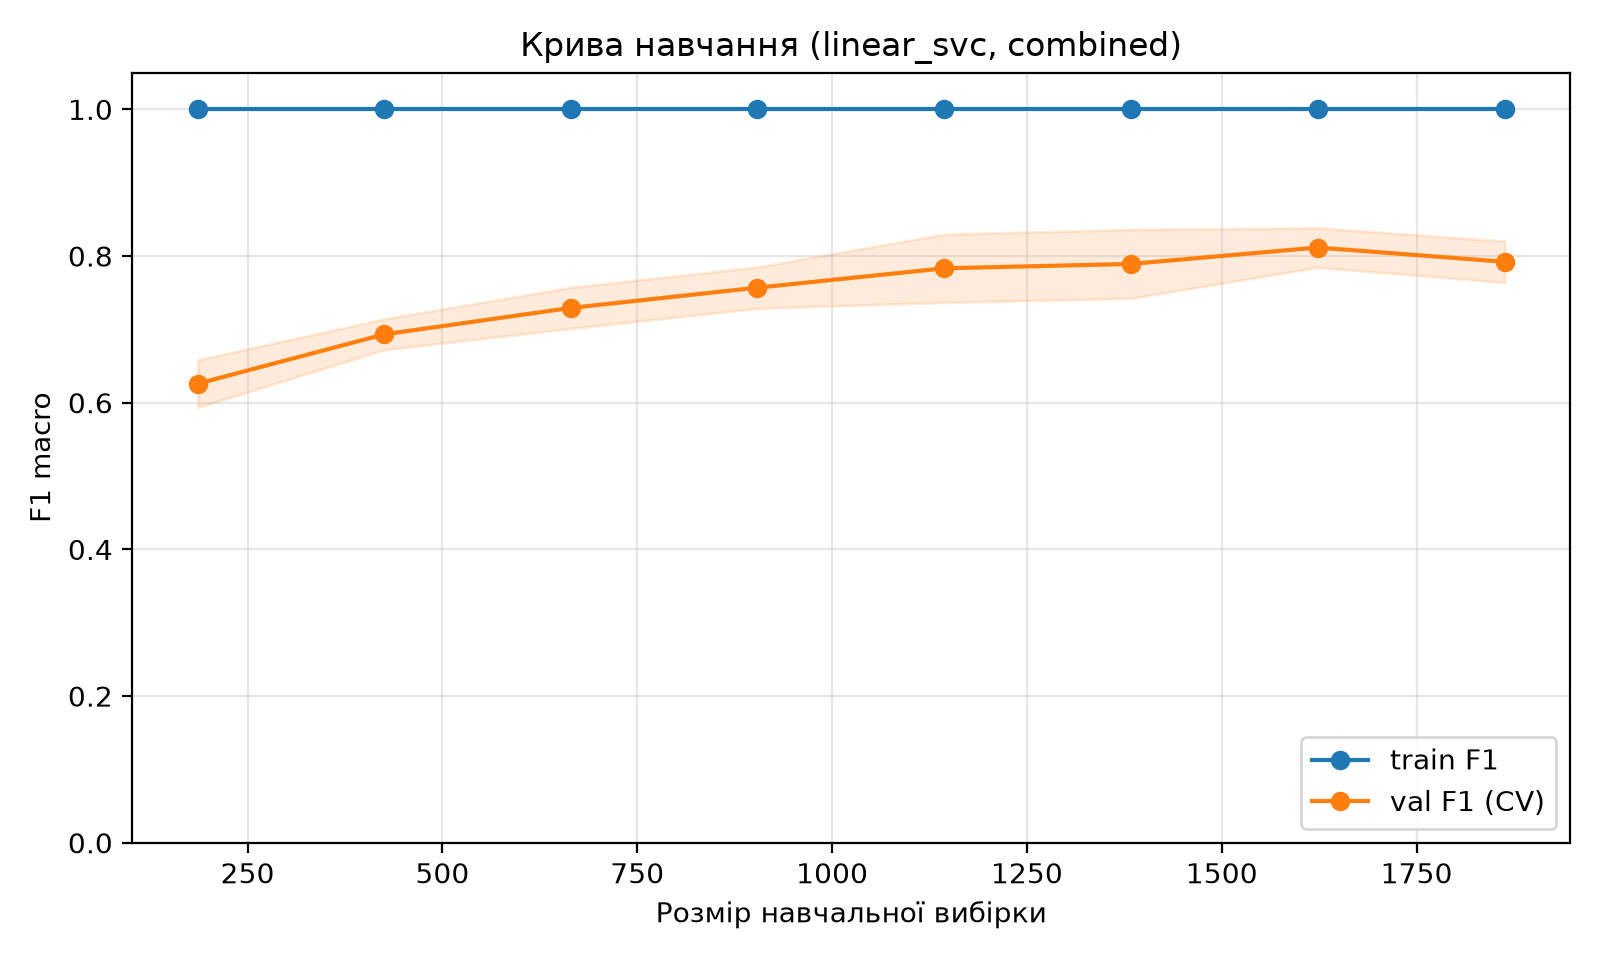 Крива навчання (linear_svc, combined)
F1 macro
1.0
0.8
0.6
0.4
0.2
0.0
train F1
val F1 (CV)
250 500 750 1000 1250 1500 1750
Розмір навчальної вибірки